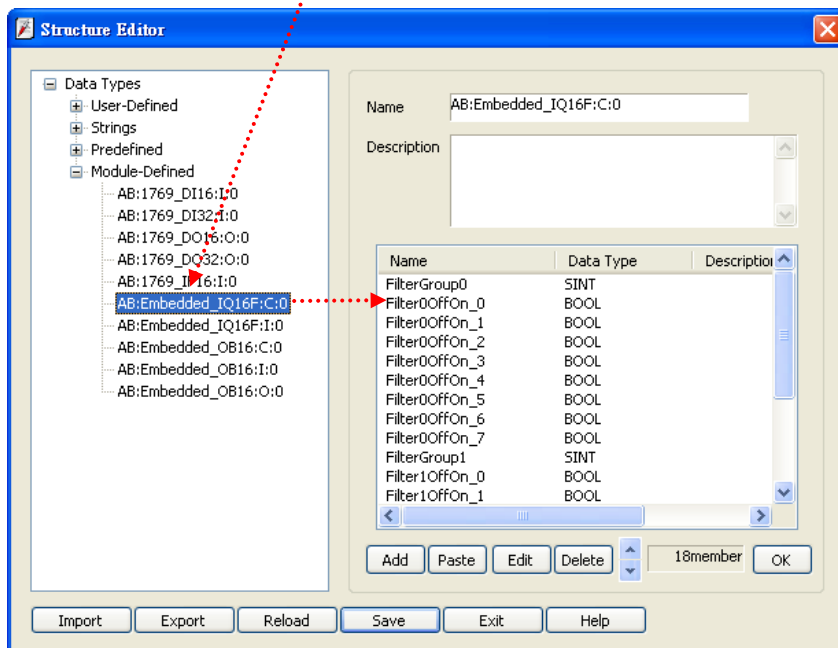 Structure Editor
Data Types
User-Defined
Strings
Predefined
Module-Defined
AB:1769_DI16:I:0
AB:1769_DI32:I:0
AB:1769_DO16:O:0
AB:1769_DO32:O:0
AB:1769_IF16:I:0
AB:Embedded_IQ16F:C:0
AB:Embedded_IQ16F:I:0
AB:Embedded_OB16:C:0
AB:Embedded_OB16:I:0
AB:Embedded_OB16:O:0
Name AB:Embedded_IQ16F:C:0
Description
Name Data Type Description
FilterGroup0 SINT
Filter0OffOn_0 BOOL
Filter0OffOn_1 BOOL
Filter0OffOn_2 BOOL
Filter0OffOn_3 BOOL
Filter0OffOn_4 BOOL
Filter0OffOn_5 BOOL
Filter0OffOn_6 BOOL
Filter0OffOn_7 BOOL
FilterGroup1 SINT
Filter1OffOn_0 BOOL
Filter1OffOn_1 BOOL
Add Paste Edit Delete 18member OK
Import Export Reload Save Exit Help